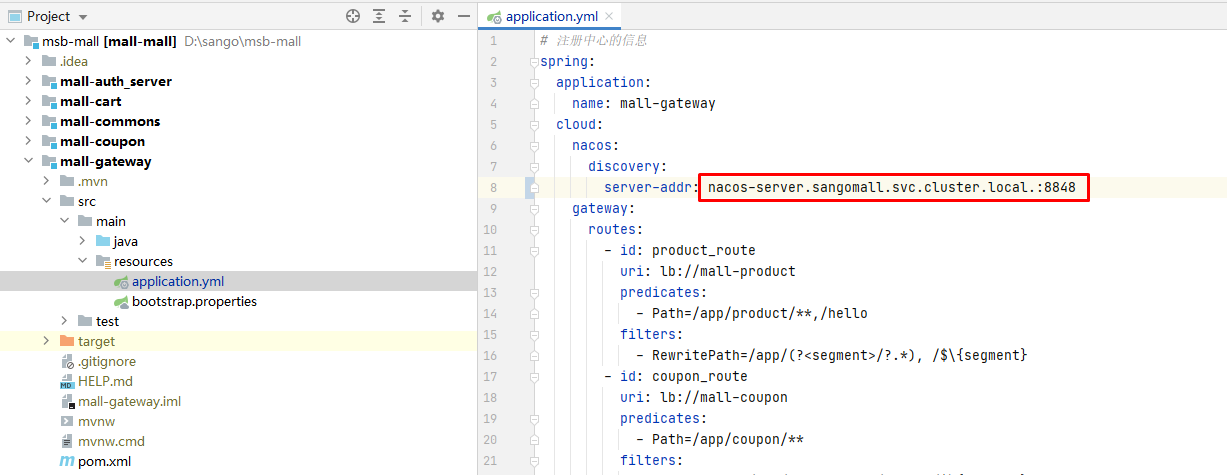 Project
msb-mall [mall-mall] D:\sango\msb-mall
.idea
mall-auth_server
mall-cart
mall-commons
mall-coupon
mall-gateway
.mvn
src
main
java
resources
application.yml
bootstrap.properties
test
target
.gitignore
HELP.md
mall-gateway.iml
mvnw
mvnw.cmd
pom.xml
application.yml
1 # 注册中心的信息
2 spring:
3 application:
4 name: mall-gateway
5 cloud:
6 nacos:
7 discovery:
8 server-addr: nacos-server.sangomall.svc.cluster.local.:8848
9 gateway:
10 routes:
11 - id: product_route
12 uri: lb://mall-product
13 predicates:
14 - Path=/app/product/**,/hello
15 filters:
16 - RewritePath=/app/(?<segment>/?.*), /$\{segment}
17 - id: coupon_route
18 uri: lb://mall-coupon
19 predicates:
20 - Path=/app/coupon/**
21 filters: